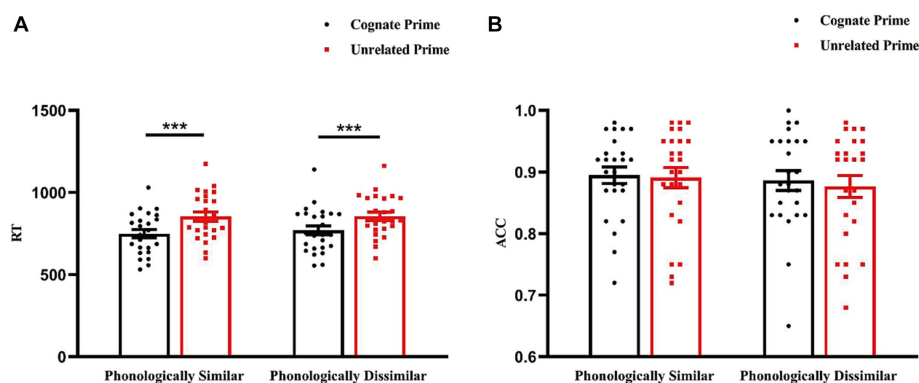 A
Cognate Prime
Unrelated Prime
1500
1000
500
0
RT
***
***
Phonologically Similar
Phonologically Dissimilar
B
Cognate Prime
Unrelated Prime
1.0
0.9
0.8
0.7
0.6
ACC
Phonologically Similar
Phonologically Dissimilar